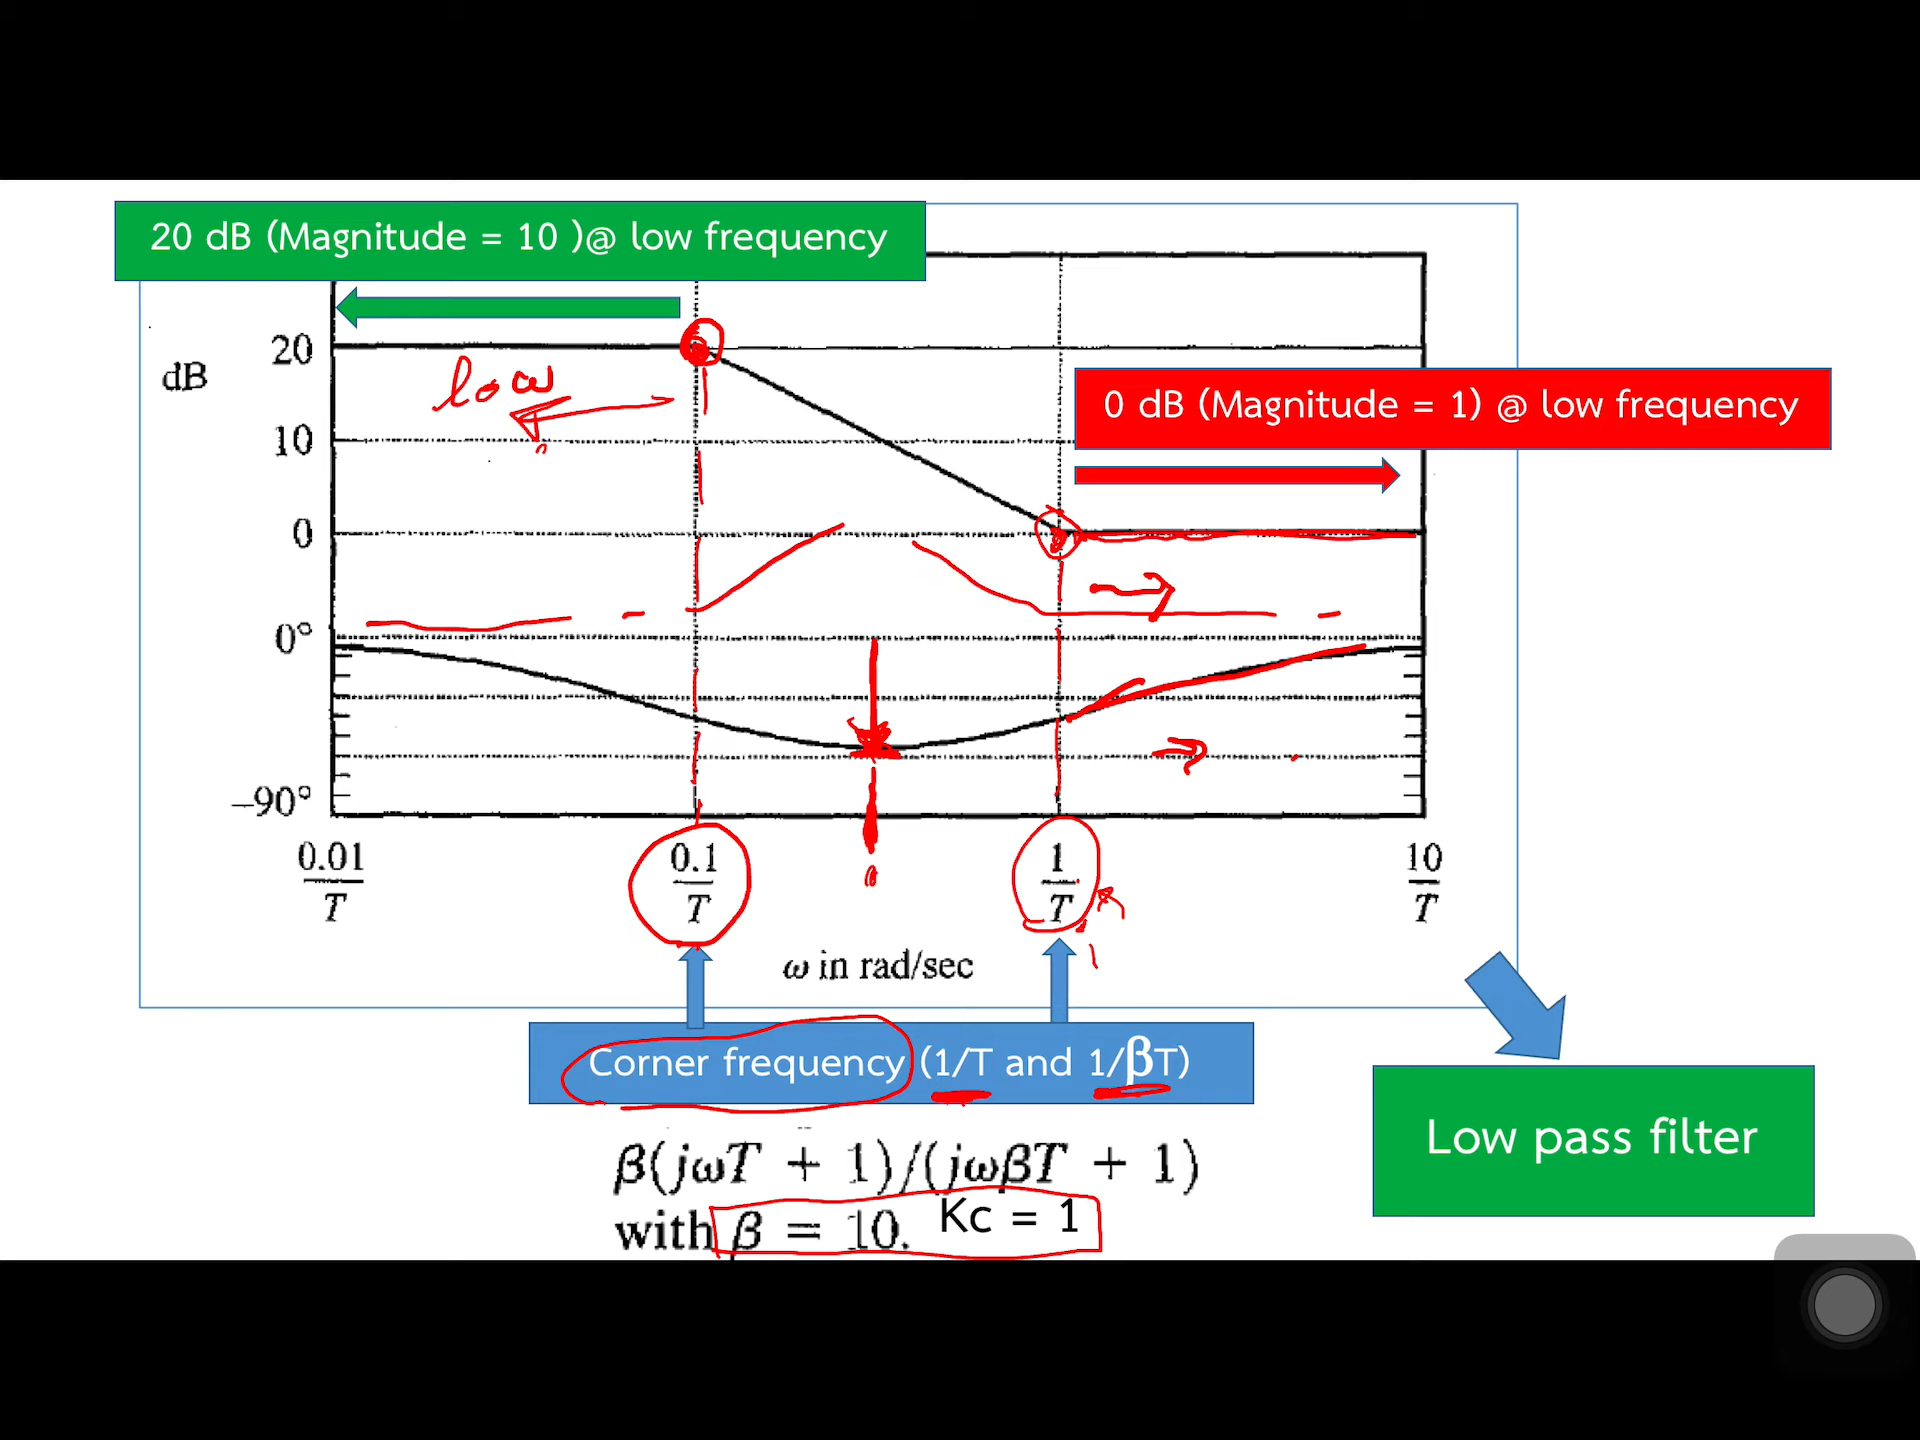 20 dB (Magnitude = 10 )@ low frequency
dB
20
low
0 dB (Magnitude = 1) @ low frequency
10
0
0°
–90°
0.01/T
0.1/T
1/T
10/T
ω in rad/sec
Corner frequency (1/T and 1/βT)
Low pass filter
β(jωT + 1)/(jωβT + 1)
with β = 10. Kc = 1